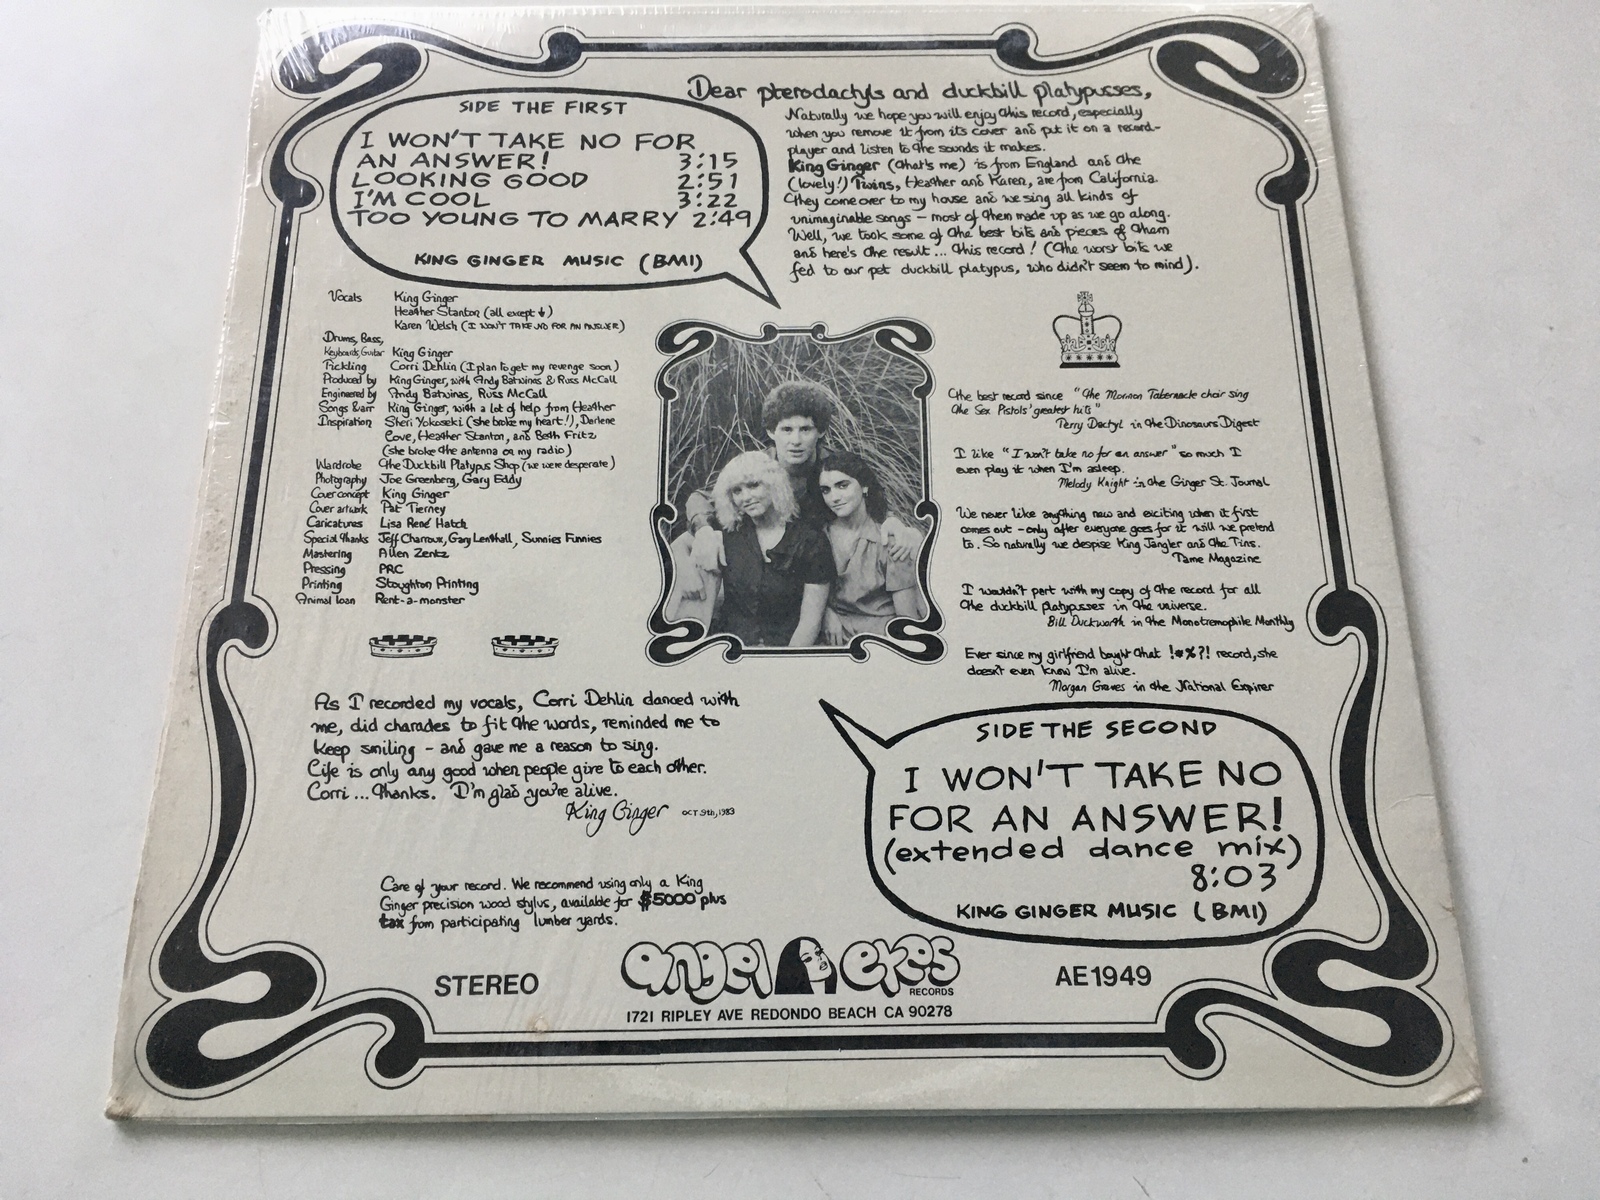 SIDE THE FIRST
I WON'T TAKE NO FOR
AN ANSWER! 3:15
LOOKING GOOD 2:51
I'M COOL 3:22
TOO YOUNG TO MARRY 2:49
KING GINGER MUSIC (BMI)
Dear pterodactyls and duckbill platypusses,
Naturally we hope you will enjoy this record, especially
when you remove it from its cover and put it on a record-
player and listen to the sounds it makes.
King Ginger (that's me) is from England and the
(lovely!) Twins, Heather and Karen, are from California.
They come over to my house and we sing all kinds of
unimaginable songs - most of them made up as we go along.
Well, we took some of the best bits and pieces of them
and here's the result... this record! (the worst bits we
fed to our pet duckbill platypus, who didn't seem to mind).
Vocals King Ginger
Heather Stanton (all except ↓)
Karen Welsh (I WON'T TAKE NO FOR AN ANSWER)
Drums, Bass,
Keyboards, Guitar King Ginger
Tickling Corri Dehlin (I plan to get my revenge soon)
Produced by King Ginger, with Andy Batwinas & Russ McCall
Engineered by Andy Batwinas, Russ McCall
Songs & arr King Ginger, with a lot of help from Heather
Inspiration Sheri Yokoseki (she broke my heart!), Darlene
Love, Heather Stanton, and Beth Fritz
(she broke the antenna on my radio)
Wardrobe The Duckbill Platypus Shop (we were desperate)
Photography Joe Greenberg, Gary Eddy
Cover concept King Ginger
Cover artwork Pat Tierney
Caricatures Lisa René Hatch
Special thanks Jeff Charroux, Gary Lenthall, Sunnies Funnies
Mastering Allen Zentz
Pressing PRC
Printing Stoughton Printing
Animal loan Rent-a-monster
The best record since "The Mormon Tabernacle choir sing
the Sex Pistols' greatest hits"
Terry Dactyl in the Dinosaurs Digest
I like "I won't take no for an answer" so much I
even play it when I'm asleep.
Melody Knight in the Ginger St. Journal
We never like anything new and exciting when it first
comes out - only after everyone goes for it will we pretend
to. So naturally we despise King Jangler and the Tins.
Tame Magazine
I wouldn't part with my copy of the record for all
the duckbill platypusses in the universe.
Bill Duckworth in the Monotremophile Monthly
Ever since my girlfriend bought that !*%?! record, she
doesn't even know I'm alive.
Morgan Graves in the National Expirer
As I recorded my vocals, Corri Dehlin danced with
me, did charades to fit the words, reminded me to
keep smiling - and gave me a reason to sing.
Life is only any good when people give to each other.
Corri... thanks. I'm glad you're alive.
King Ginger OCT 9th, 1983
SIDE THE SECOND
I WON'T TAKE NO
FOR AN ANSWER!
(extended dance mix)
8:03
KING GINGER MUSIC (BMI)
Care of your record. We recommend using only a King
Ginger precision wood stylus, available for $5000 plus
tax from participating lumber yards.
STEREO
angel eyes
RECORDS
AE1949
1721 RIPLEY AVE REDONDO BEACH CA 90278